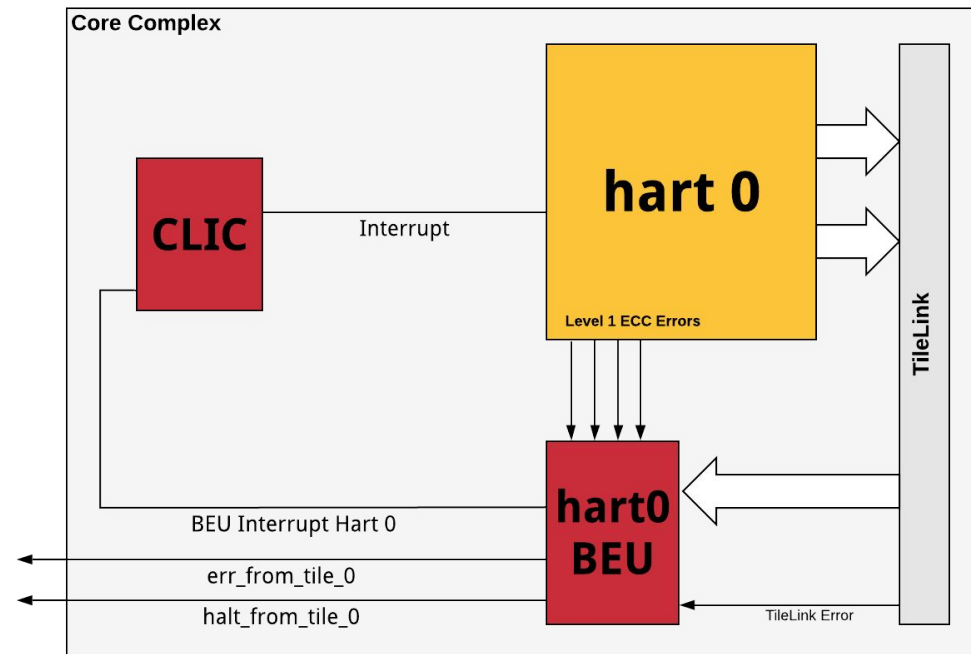 Core Complex
hart 0
CLIC
Interrupt
Level 1 ECC Errors
TileLink
hart0
BEU
BEU Interrupt Hart 0
err_from_tile_0
halt_from_tile_0
TileLink Error